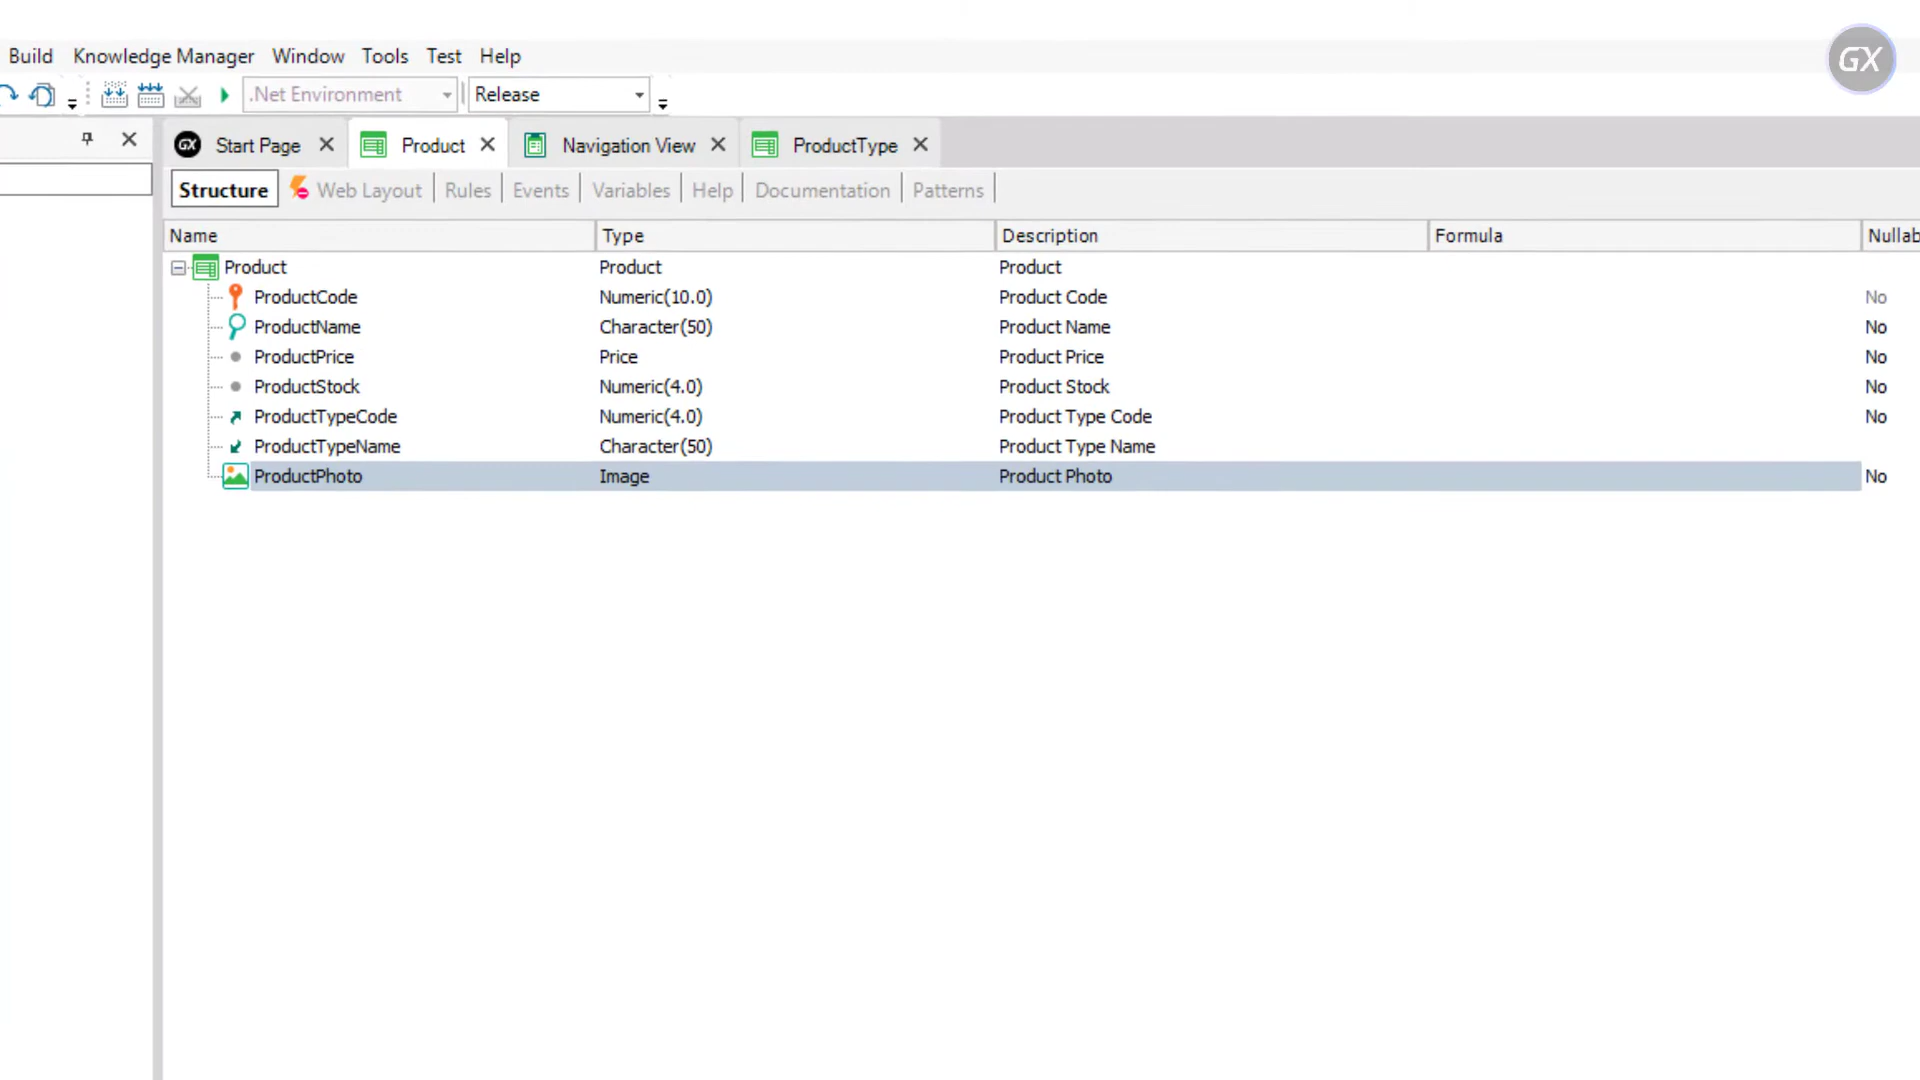 Build Knowledge Manager Window Tools Test Help
GX
.Net Environment Release
GX Start Page Product Navigation View ProductType
Structure Web Layout Rules Events Variables Help Documentation Patterns
Name Type Description Formula Nullab
Product Product Product
ProductCode Numeric(10.0) Product Code No
ProductName Character(50) Product Name No
ProductPrice Price Product Price No
ProductStock Numeric(4.0) Product Stock No
ProductTypeCode Numeric(4.0) Product Type Code No
ProductTypeName Character(50) Product Type Name
ProductPhoto Image Product Photo No